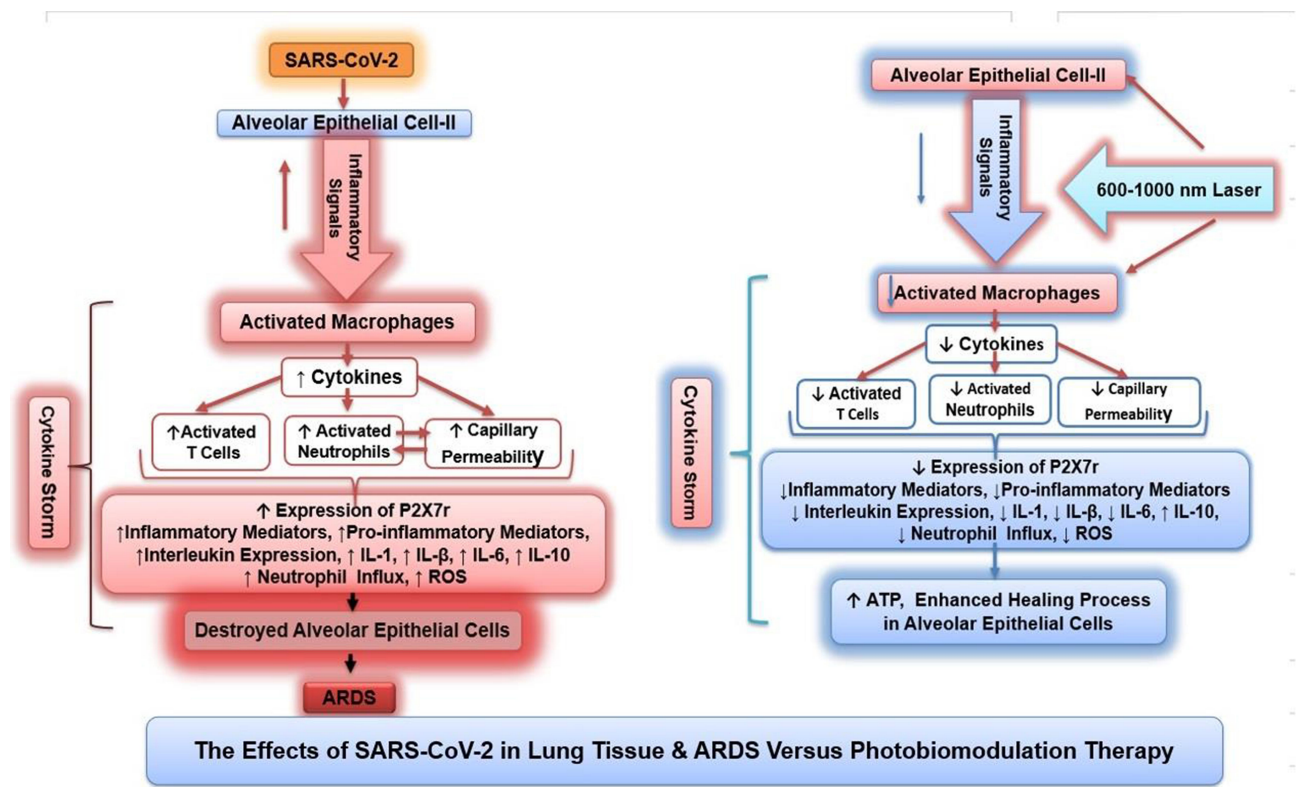 SARS-CoV-2
Alveolar Epithelial Cell-II
Inflammatory
Signals
Activated Macrophages
↑ Cytokines
↑Activated
T Cells
↑ Activated
Neutrophils
↑ Capillary
Permeability
Cytokine Storm
↑ Expression of P2X7r
↑Inflammatory Mediators, ↑Pro-inflammatory Mediators,
↑Interleukin Expression, ↑ IL-1, ↑ IL-β, ↑ IL-6, ↑ IL-10
↑ Neutrophil Influx, ↑ ROS
Destroyed Alveolar Epithelial Cells
ARDS
Alveolar Epithelial Cell-II
Inflammatory
Signals
600-1000 nm Laser
Activated Macrophages
↓ Cytokines
↓ Activated
T Cells
↓ Activated
Neutrophils
↓ Capillary
Permeability
Cytokine Storm
↓ Expression of P2X7r
↓Inflammatory Mediators, ↓Pro-inflammatory Mediators
↓ Interleukin Expression, ↓ IL-1, ↓ IL-β, ↓ IL-6, ↑ IL-10,
↓ Neutrophil Influx, ↓ ROS
↑ ATP, Enhanced Healing Process
in Alveolar Epithelial Cells
The Effects of SARS-CoV-2 in Lung Tissue & ARDS Versus Photobiomodulation Therapy